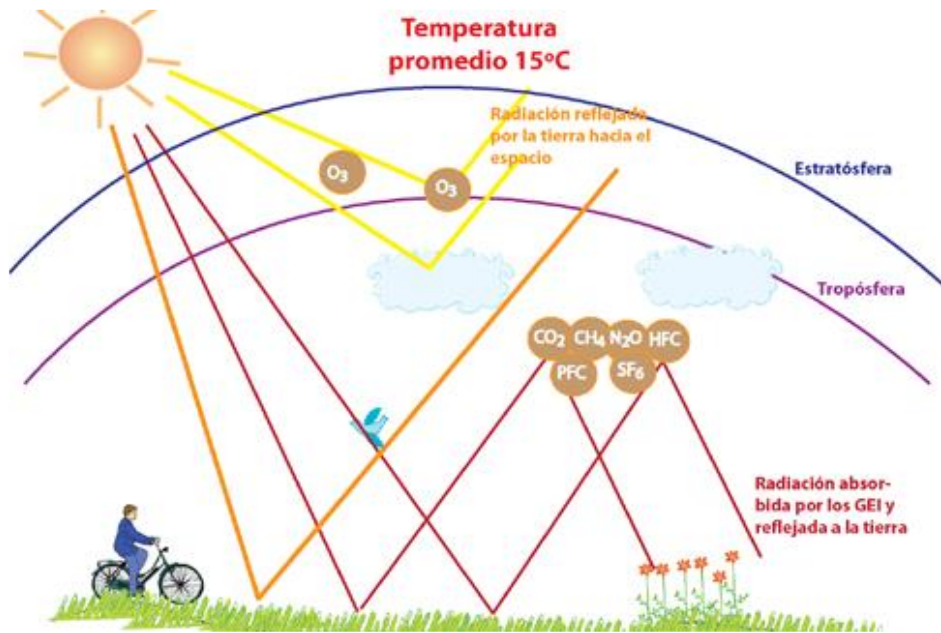 Temperatura
promedio 15ºC
Radiación reflejada
por la tierra hacia el
espacio
Estratósfera
O₃
O₃
Tropósfera
CO₂ CH₄ N₂O HFC
PFC SF₆
Radiación absor-
bida por los GEI y
reflejada a la tierra